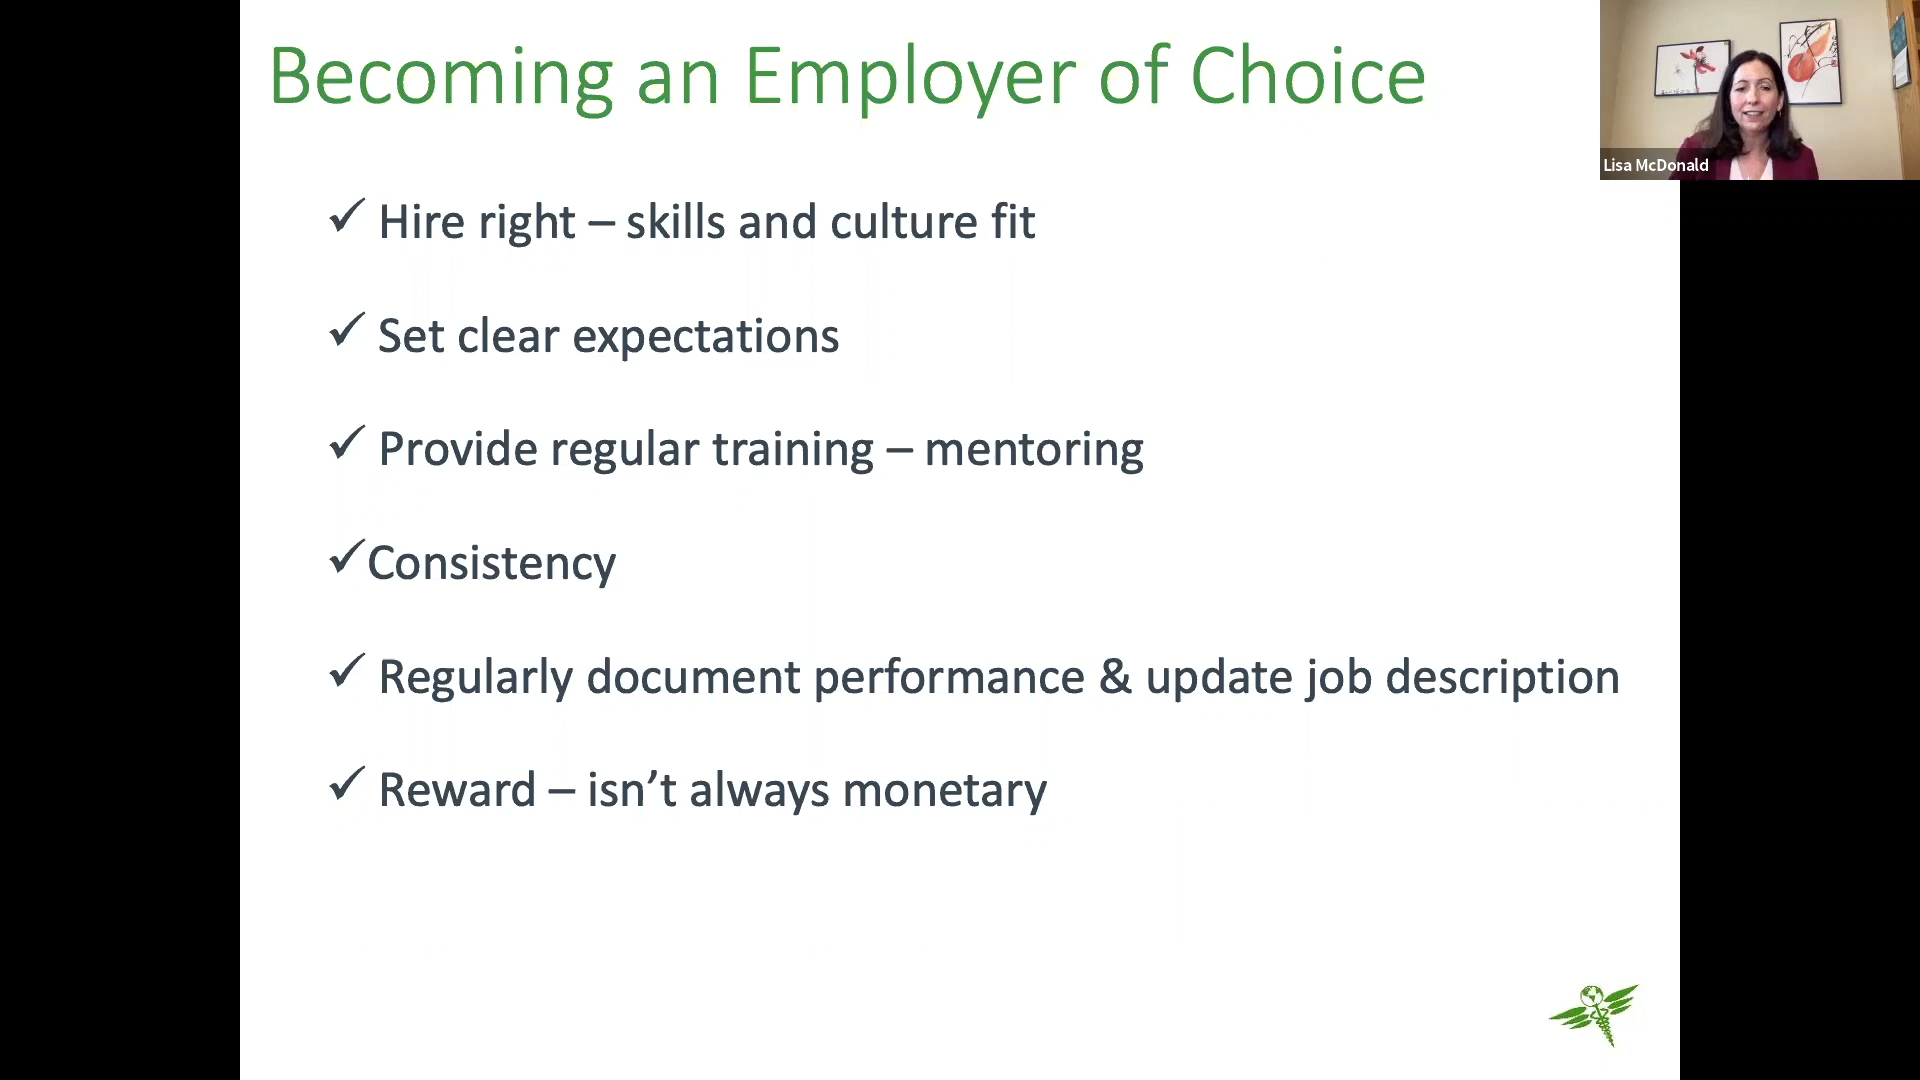 Becoming an Employer of Choice
Lisa McDonald
✓ Hire right – skills and culture fit
✓ Set clear expectations
✓ Provide regular training – mentoring
✓Consistency
✓ Regularly document performance & update job description
✓ Reward – isn’t always monetary